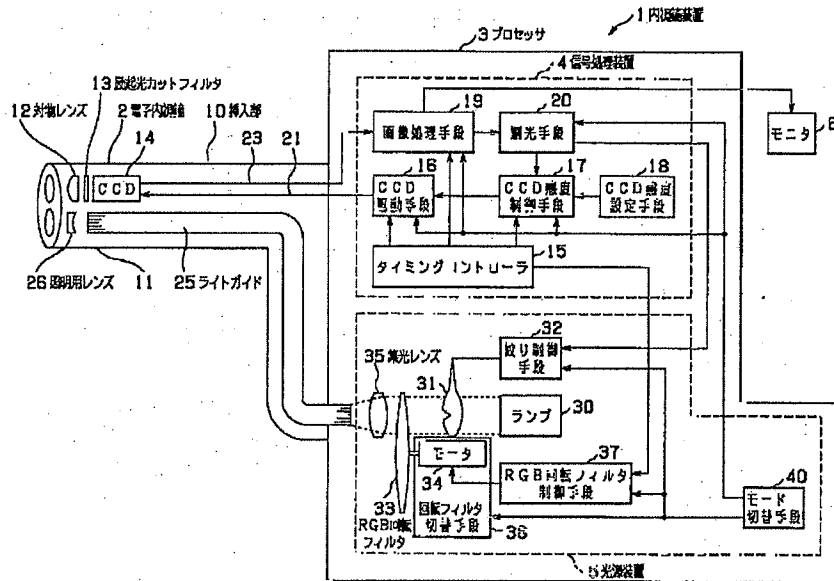 1 内視鏡装置
3 プロセッサ
4 信号処理装置
13 励起光カットフィルタ
12 対物レンズ
2 電子内視鏡
10 挿入部
14
CCD
23
21
19
画像処理手段
20
調光手段
モニタ
6
16
CCD
駆動手段
17
CCD感度
制御手段
18
CCD感度
設定手段
15
タイミングコントローラ
26 照明用レンズ
11
25 ライトガイド
32
絞り制御
手段
35 集光レンズ
31
ランプ
30
モータ
34
37
RGB回転フィルタ
制御手段
40
モード
切替手段
33
RGB回転
フィルタ
回転フィルタ
切替手段
36
5 光源装置